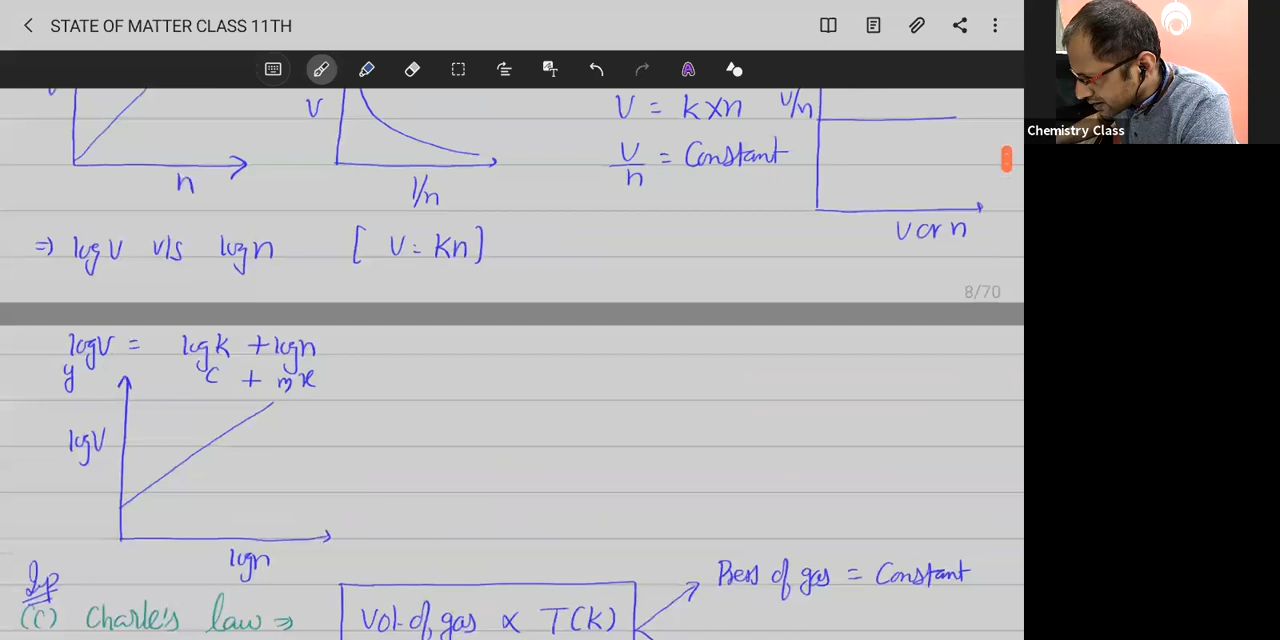 STATE OF MATTER CLASS 11TH
Chemistry Class
V
n
V
1/n
V = k×n
V/n = Constant
V/n
V or n
⇒ log V v/s log n [ V = Kn ]
8/70
log V = log K + log n
y c + mx
log V
log n
Imp
(C) Charle's law ⇒ Vol. of gas ∝ T(K)
Press of gas = Constant